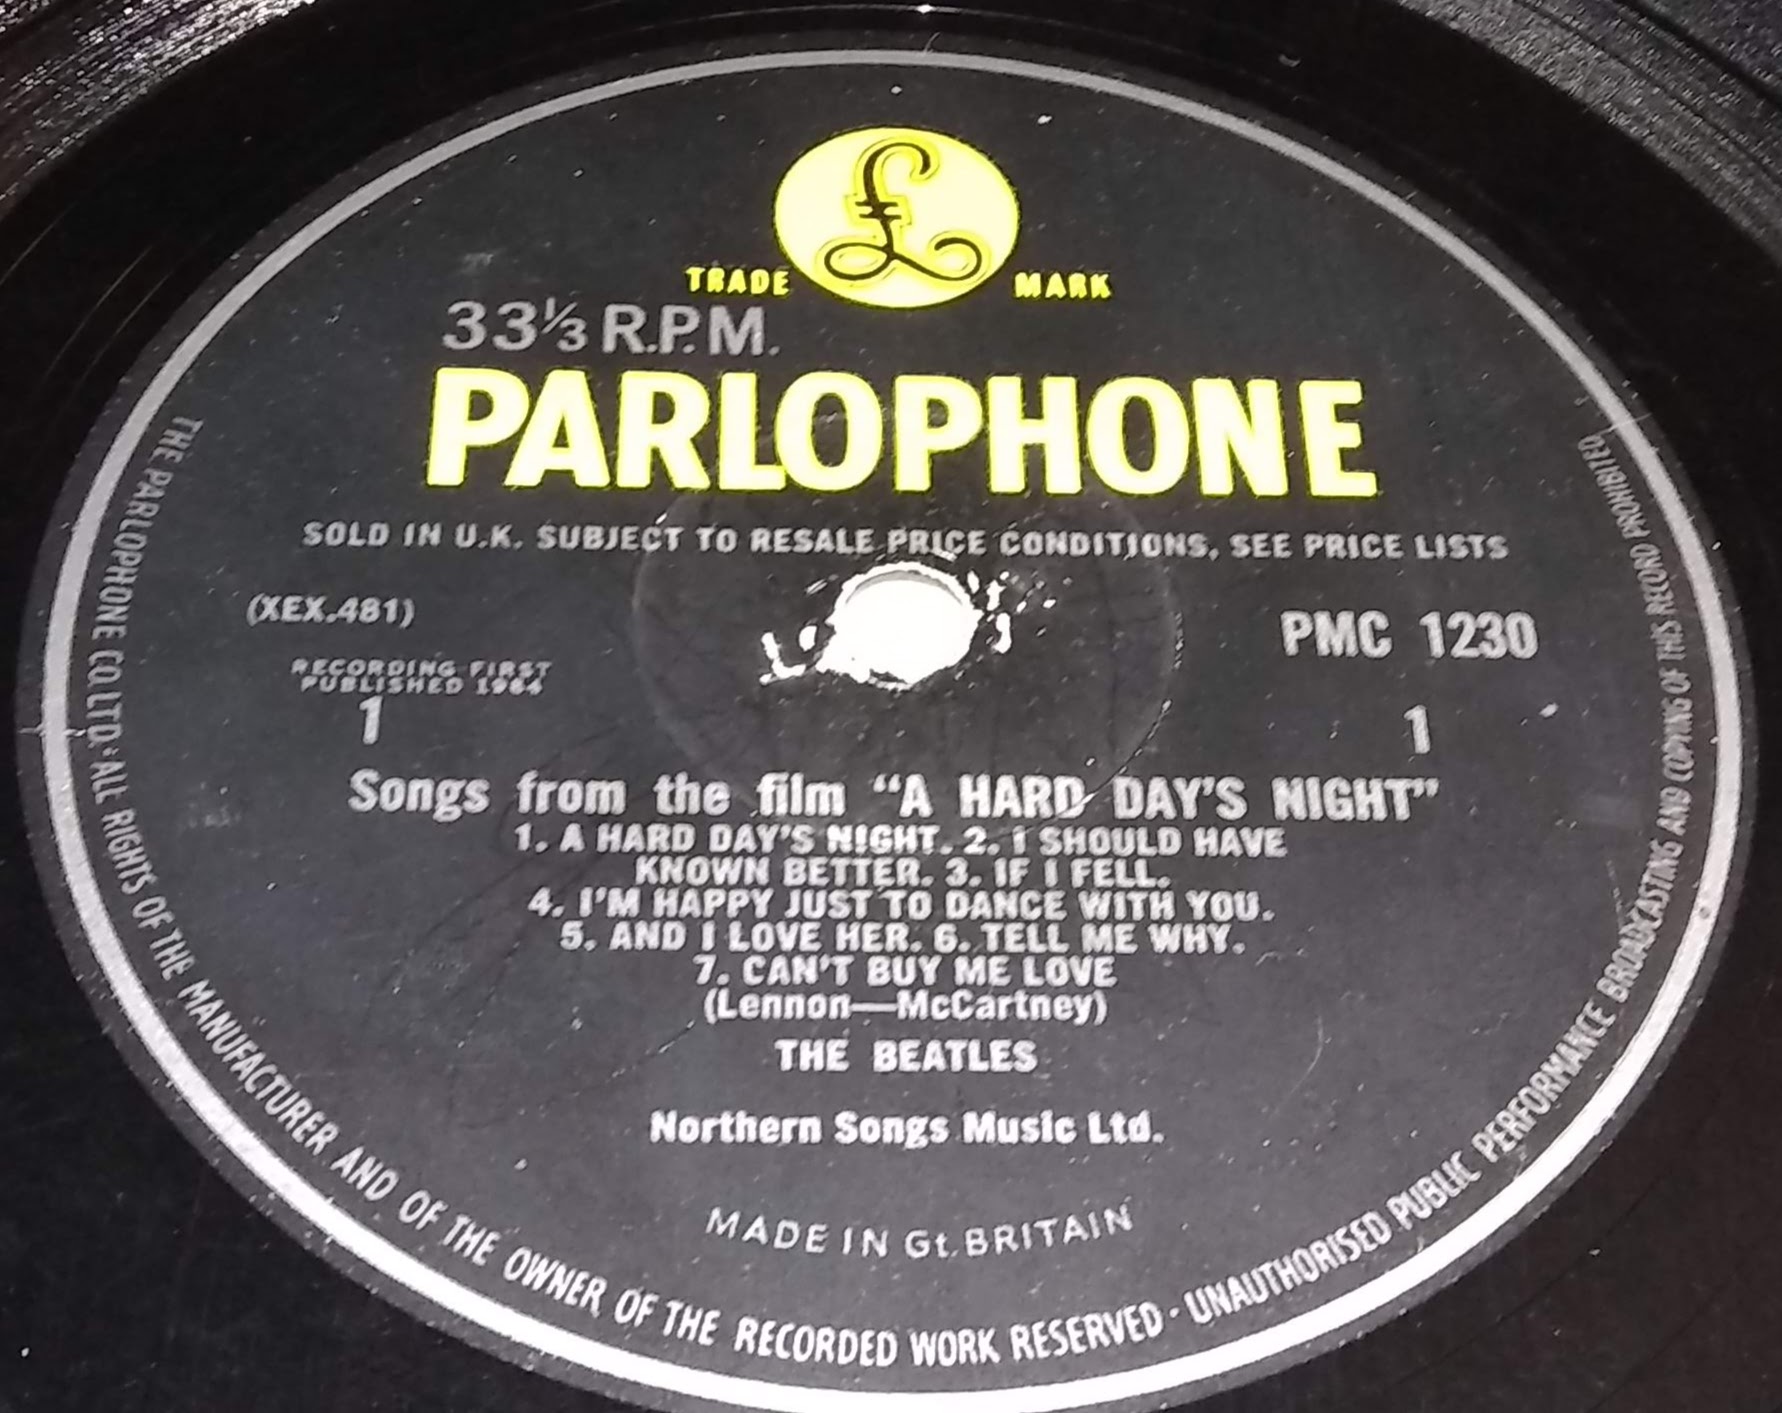 £
TRADE MARK
33⅓ R.P.M.
PARLOPHONE
SOLD IN U.K. SUBJECT TO RESALE PRICE CONDITIONS, SEE PRICE LISTS
(XEX.481)
PMC 1230
RECORDING FIRST
PUBLISHED 1964
1
1
Songs from the film “A HARD DAY'S NIGHT”
1. A HARD DAY'S NIGHT. 2. I SHOULD HAVE
KNOWN BETTER. 3. IF I FELL.
4. I'M HAPPY JUST TO DANCE WITH YOU.
5. AND I LOVE HER. 6. TELL ME WHY.
7. CAN'T BUY ME LOVE
(Lennon—McCartney)
THE BEATLES
Northern Songs Music Ltd.
MADE IN Gt. BRITAIN
THE PARLOPHONE CO. LTD. · ALL RIGHTS OF THE MANUFACTURER AND OF THE OWNER OF THE RECORDED WORK RESERVED · UNAUTHORISED PUBLIC PERFORMANCE BROADCASTING AND COPYING OF THIS RECORD PROHIBITED